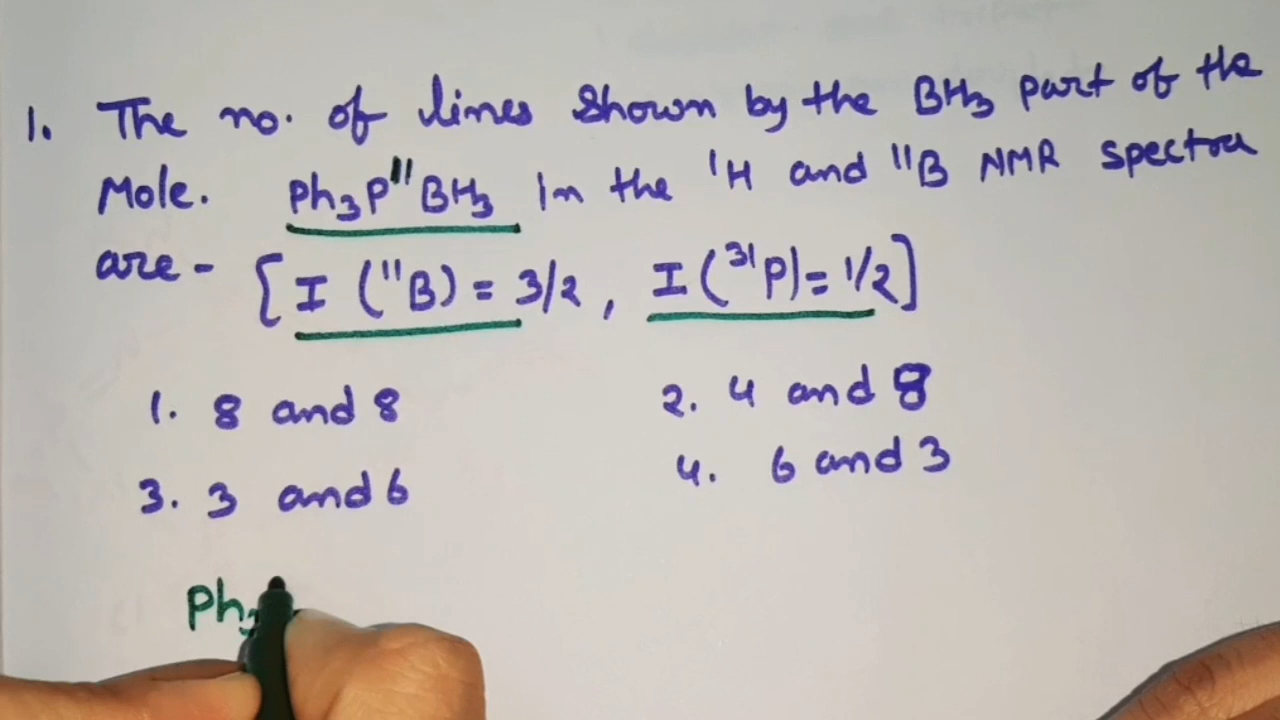 1. The no. of lines shown by the BH₃ part of the
Mole. Ph₃P¹¹BH₃ in the ¹H and ¹¹B NMR spectra
are - [I (¹¹B) = 3/2, I(³¹P)= 1/2]
1. 8 and 8 2. 4 and 8
3. 3 and 6 4. 6 and 3
Ph₃